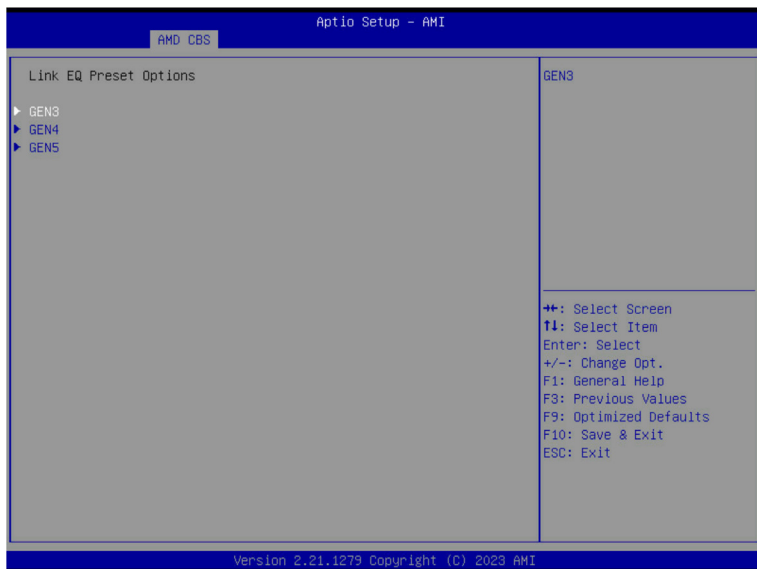 Aptio Setup – AMI
AMD CBS
Link EQ Preset Options
GEN3
GEN4
GEN5
GEN3
→←: Select Screen
↑↓: Select Item
Enter: Select
+/-: Change Opt.
F1: General Help
F3: Previous Values
F9: Optimized Defaults
F10: Save & Exit
ESC: Exit
Version 2.21.1279 Copyright (C) 2023 AMI